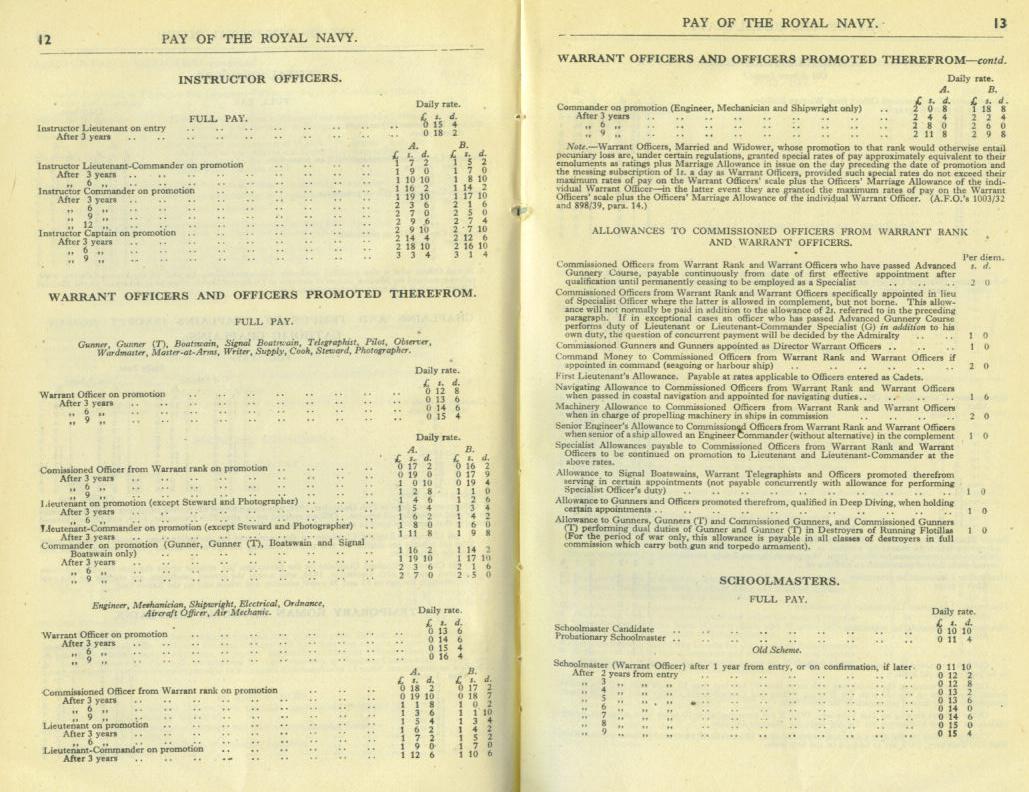 12 PAY OF THE ROYAL NAVY.
INSTRUCTOR OFFICERS.
Daily rate.
FULL PAY. £ s. d.
Instructor Lieutenant on entry .. .. 0 15 4
After 3 years .. .. 0 18 2
A. B.
£ s. d. £ s. d.
Instructor Lieutenant-Commander on promotion .. .. 1 7 2 1 5 2
After 3 years .. .. 1 9 0 1 7 0
„ 6 „ .. .. 1 10 10 1 8 10
Instructor Commander on promotion .. .. 1 16 2 1 14 2
After 3 years .. .. 1 19 10 1 17 10
„ 6 „ .. .. 2 3 6 2 1 6
„ 9 „ .. .. 2 7 0 2 5 0
„ 12 „ .. .. 2 9 6 2 7 4
Instructor Captain on promotion .. .. 2 9 10 2 7 10
After 3 years .. .. 2 14 4 2 12 6
„ 6 „ .. .. 2 18 10 2 16 10
„ 9 „ .. .. 3 3 4 3 1 4
WARRANT OFFICERS AND OFFICERS PROMOTED THEREFROM.
FULL PAY.
Gunner, Gunner (T), Boatswain, Signal Boatswain, Telegraphist, Pilot, Observer,
Wardmaster, Master-at-Arms, Writer, Supply, Cook, Steward, Photographer.
Daily rate.
£ s. d.
Warrant Officer on promotion .. .. 0 12 8
After 3 years .. .. 0 13 6
„ 6 „ .. .. 0 14 6
„ 9 „ .. .. 0 15 4
Daily rate.
A. B.
£ s. d. £ s. d.
Comissioned Officer from Warrant rank on promotion .. .. 0 17 2 0 16 2
After 3 years .. .. 0 19 0 0 17 9
„ 6 „ .. .. 1 0 10 0 19 4
„ 9 „ .. .. 1 2 8 1 1 0
Lieutenant on promotion (except Steward and Photographer) .. .. 1 4 6 1 2 6
After 3 years .. .. 1 5 4 1 3 4
„ 6 „ .. .. 1 6 2 1 4 2
Lieutenant-Commander on promotion (except Steward and Photographer) .. 1 8 0 1 6 0
After 3 years .. .. 1 11 8 1 9 8
Commander on promotion (Gunner, Gunner (T), Boatswain and Signal
Boatswain only) .. .. 1 16 2 1 14 2
After 3 years .. .. 1 19 10 1 17 10
„ 6 „ .. .. 2 3 6 2 1 6
„ 9 „ .. .. 2 7 0 2 5 0
Engineer, Mechanician, Shipwright, Electrical, Ordnance,
Aircraft Officer, Air Mechanic.
Daily rate.
£ s. d.
Warrant Officer on promotion .. .. 0 13 6
After 3 years .. .. 0 14 6
„ 6 „ .. .. 0 15 4
„ 9 „ .. .. 0 16 4
A. B.
£ s. d. £ s. d.
Commissioned Officer from Warrant rank on promotion .. .. 0 18 2 0 17 2
After 3 years .. .. 0 19 10 0 18 7
„ 6 „ .. .. 1 1 8 1 0 2
„ 9 „ .. .. 1 3 6 1 1 10
Lieutenant on promotion .. .. 1 5 4 1 3 4
After 3 years .. .. 1 6 2 1 4 2
„ 6 „ .. .. 1 7 2 1 5 2
Lieutenant-Commander on promotion .. .. 1 9 0 1 7 0
After 3 years .. .. 1 12 6 1 10 6
PAY OF THE ROYAL NAVY. 13
WARRANT OFFICERS AND OFFICERS PROMOTED THEREFROM—contd.
Daily rate.
A. B.
£ s. d. £ s. d.
Commander on promotion (Engineer, Mechanician and Shipwright only) .. 2 0 8 1 18 8
After 3 years .. .. 2 4 4 2 2 4
„ 6 „ .. .. 2 8 0 2 6 0
„ 9 „ .. .. 2 11 8 2 9 8
Note.—Warrant Officers, Married and Widower, whose promotion to that rank would otherwise entail
pecuniary loss are, under certain regulations, granted special rates of pay approximately equivalent to their
emoluments as ratings plus Marriage Allowance in issue on the day preceding the date of promotion and
the messing subscription of 1s. a day as Warrant Officers, provided such special rates do not exceed their
maximum rates of pay on the Warrant Officers' scale plus the Officers' Marriage Allowance of the indi-
vidual Warrant Officer—in the latter event they are granted the maximum rates of pay on the Warrant
Officers' scale plus the Officers' Marriage Allowance of the individual Warrant Officer. (A.F.O.'s 1003/32
and 898/39, para. 14.)
ALLOWANCES TO COMMISSIONED OFFICERS FROM WARRANT RANK
AND WARRANT OFFICERS.
Per diem.
s. d.
Commissioned Officers from Warrant Rank and Warrant Officers who have passed Advanced
Gunnery Course, payable continuously from date of first effective appointment after
qualification until permanently ceasing to be employed as a Specialist .. .. 2 0
Commissioned Officers from Warrant Rank and Warrant Officers specifically appointed in lieu
of Specialist Officer where the latter is allowed in complement, but not borne. This allow-
ance will not normally be paid in addition to the allowance of 2s. referred to in the preceding
paragraph. If in exceptional cases an officer who has passed Advanced Gunnery Course
performs duty of Lieutenant or Lieutenant-Commander Specialist (G) in addition to his
own duty, the question of concurrent payment will be decided by the Admiralty .. 1 0
Commissioned Gunners and Gunners appointed as Director Warrant Officers .. .. 1 0
Command Money to Commissioned Officers from Warrant Rank and Warrant Officers if
appointed in command (seagoing or harbour ship) .. .. 2 0
First Lieutenant's Allowance. Payable at rates applicable to Officers entered as Cadets.
Navigating Allowance to Commissioned Officers from Warrant Rank and Warrant Officers
when passed in coastal navigation and appointed for navigating duties.. .. 1 6
Machinery Allowance to Commissioned Officers from Warrant Rank and Warrant Officers
when in charge of propelling machinery in ships in commission .. .. 2 0
Senior Engineer's Allowance to Commissioned Officers from Warrant Rank and Warrant Officers
when senior of a ship allowed an Engineer Commander (without alternative) in the complement 1 0
Specialist Allowances payable to Commissioned Officers from Warrant Rank and Warrant
Officers to be continued on promotion to Lieutenant and Lieutenant-Commander at the
above rates.
Allowance to Signal Boatswains, Warrant Telegraphists and Officers promoted therefrom
serving in certain appointments (not payable concurrently with allowance for performing
Specialist Officer's duty) .. .. 1 0
Allowance to Gunners and Officers promoted therefrom, qualified in Deep Diving, when holding
certain appointments .. .. 1 0
Allowance to Gunners, Gunners (T) and Commissioned Gunners, and Commissioned Gunners
(T) performing dual duties of Gunner and Gunner (T) in Destroyers of Running Flotillas 1 0
(For the period of war only, this allowance is payable in all classes of destroyers in full
commission which carry both gun and torpedo armament).
SCHOOLMASTERS.
FULL PAY.
Daily rate.
£ s. d.
Schoolmaster Candidate .. .. 0 10 10
Probationary Schoolmaster .. .. 0 11 4
Old Scheme.
Schoolmaster (Warrant Officer) after 1 year from entry, or on confirmation, if later 0 11 10
After 2 years from entry .. .. 0 12 2
„ 3 „ „ .. .. 0 12 8
„ 4 „ „ .. .. 0 13 2
„ 5 „ „ .. .. 0 13 6
„ 6 „ „ .. .. 0 14 0
„ 7 „ „ .. .. 0 14 6
„ 8 „ „ .. .. 0 15 0
„ 9 „ „ .. .. 0 15 4